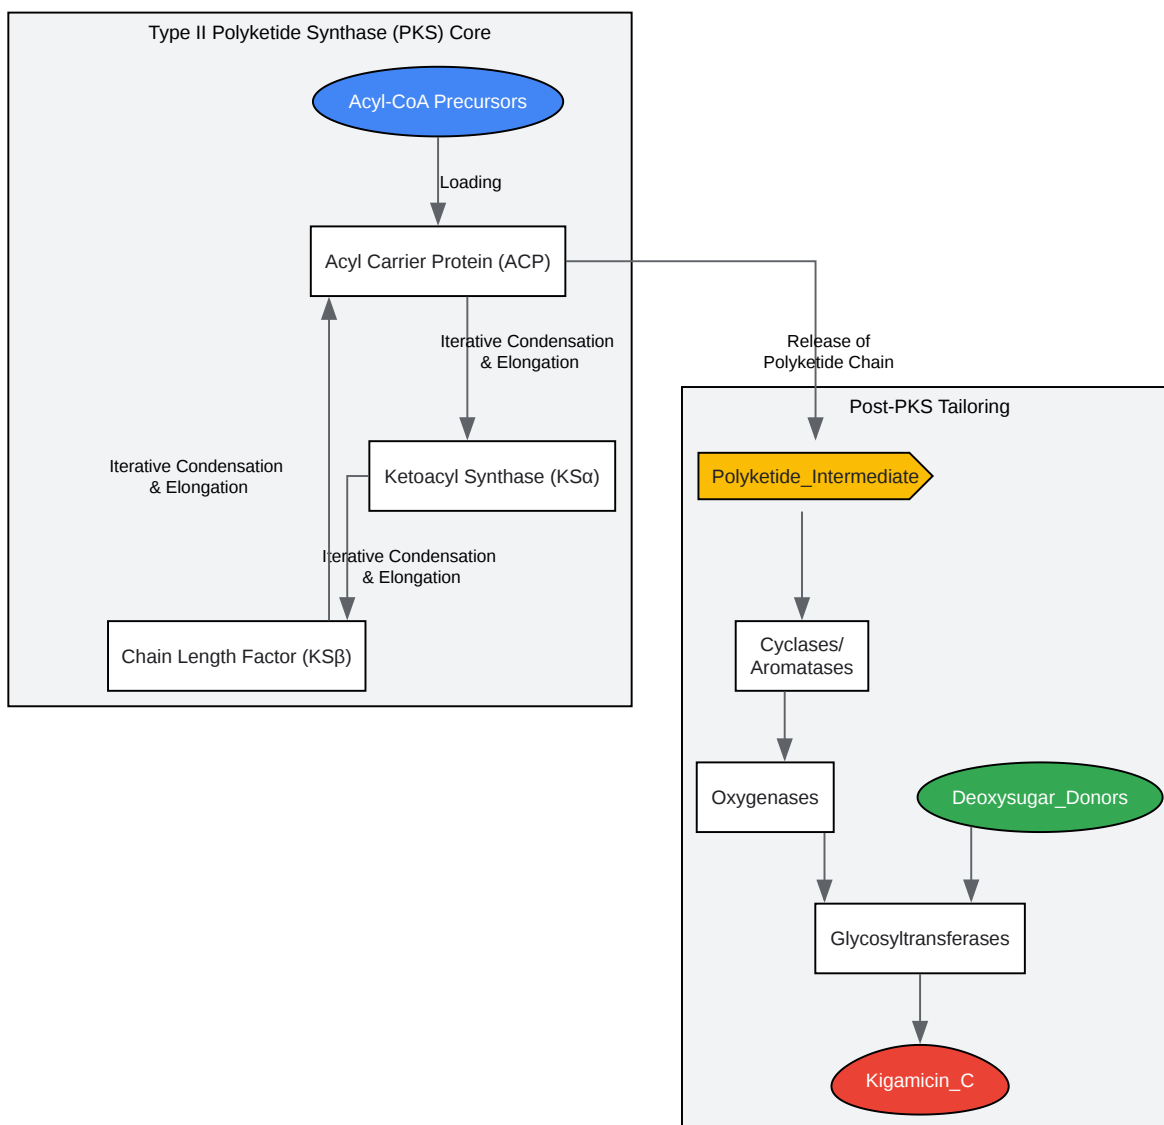 Type II Polyketide Synthase (PKS) Core
Acyl-CoA Precursors
Loading
Acyl Carrier Protein (ACP)
Iterative Condensation
& Elongation
Ketoacyl Synthase (KSα)
Iterative Condensation
& Elongation
Iterative Condensation
& Elongation
Chain Length Factor (KSβ)
Release of
Polyketide Chain
Post-PKS Tailoring
Polyketide_Intermediate
Cyclases/
Aromatases
Oxygenases
Deoxysugar_Donors
Glycosyltransferases
Kigamicin_C